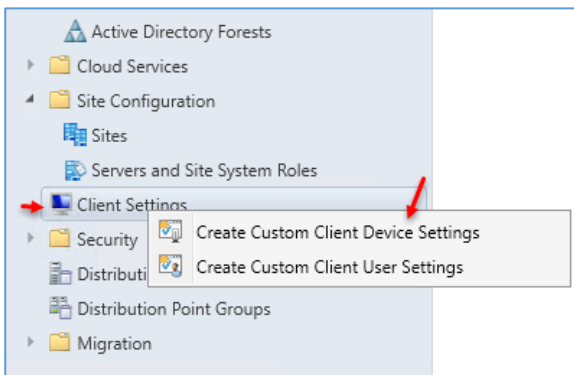 Active Directory Forests
Cloud Services
Site Configuration
Sites
Servers and Site System Roles
Client Settings
Create Custom Client Device Settings
Security
Create Custom Client User Settings
Distributi
Distribution Point Groups
Migration